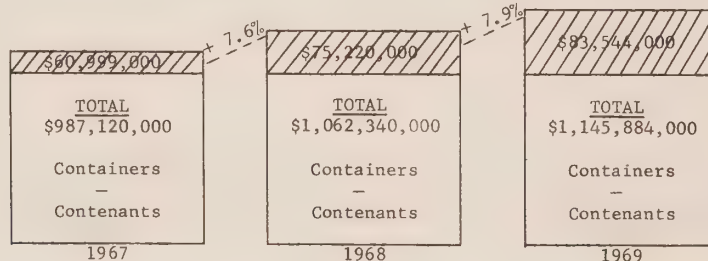 + 7.6%
+ 7.9%
$60,999,000
$75,220,000
$83,544,000
TOTAL
$987,120,000
Containers
—
Contenants
1967
TOTAL
$1,062,340,000
Containers
—
Contenants
1968
TOTAL
$1,145,884,000
Containers
—
Contenants
1969